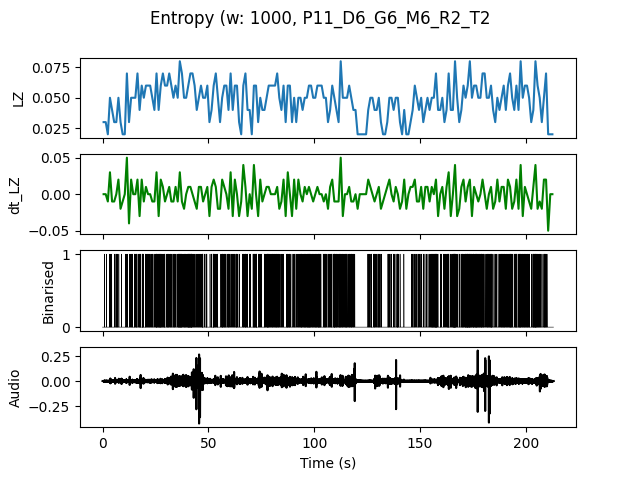 Entropy (w: 1000, P11_D6_G6_M6_R2_T2
0.075
0.050
0.025
LZ
0.05
0.00
−0.05
dt_LZ
1
0
Binarised
0.25
0.00
−0.25
Audio
0 50 100 150 200
Time (s)